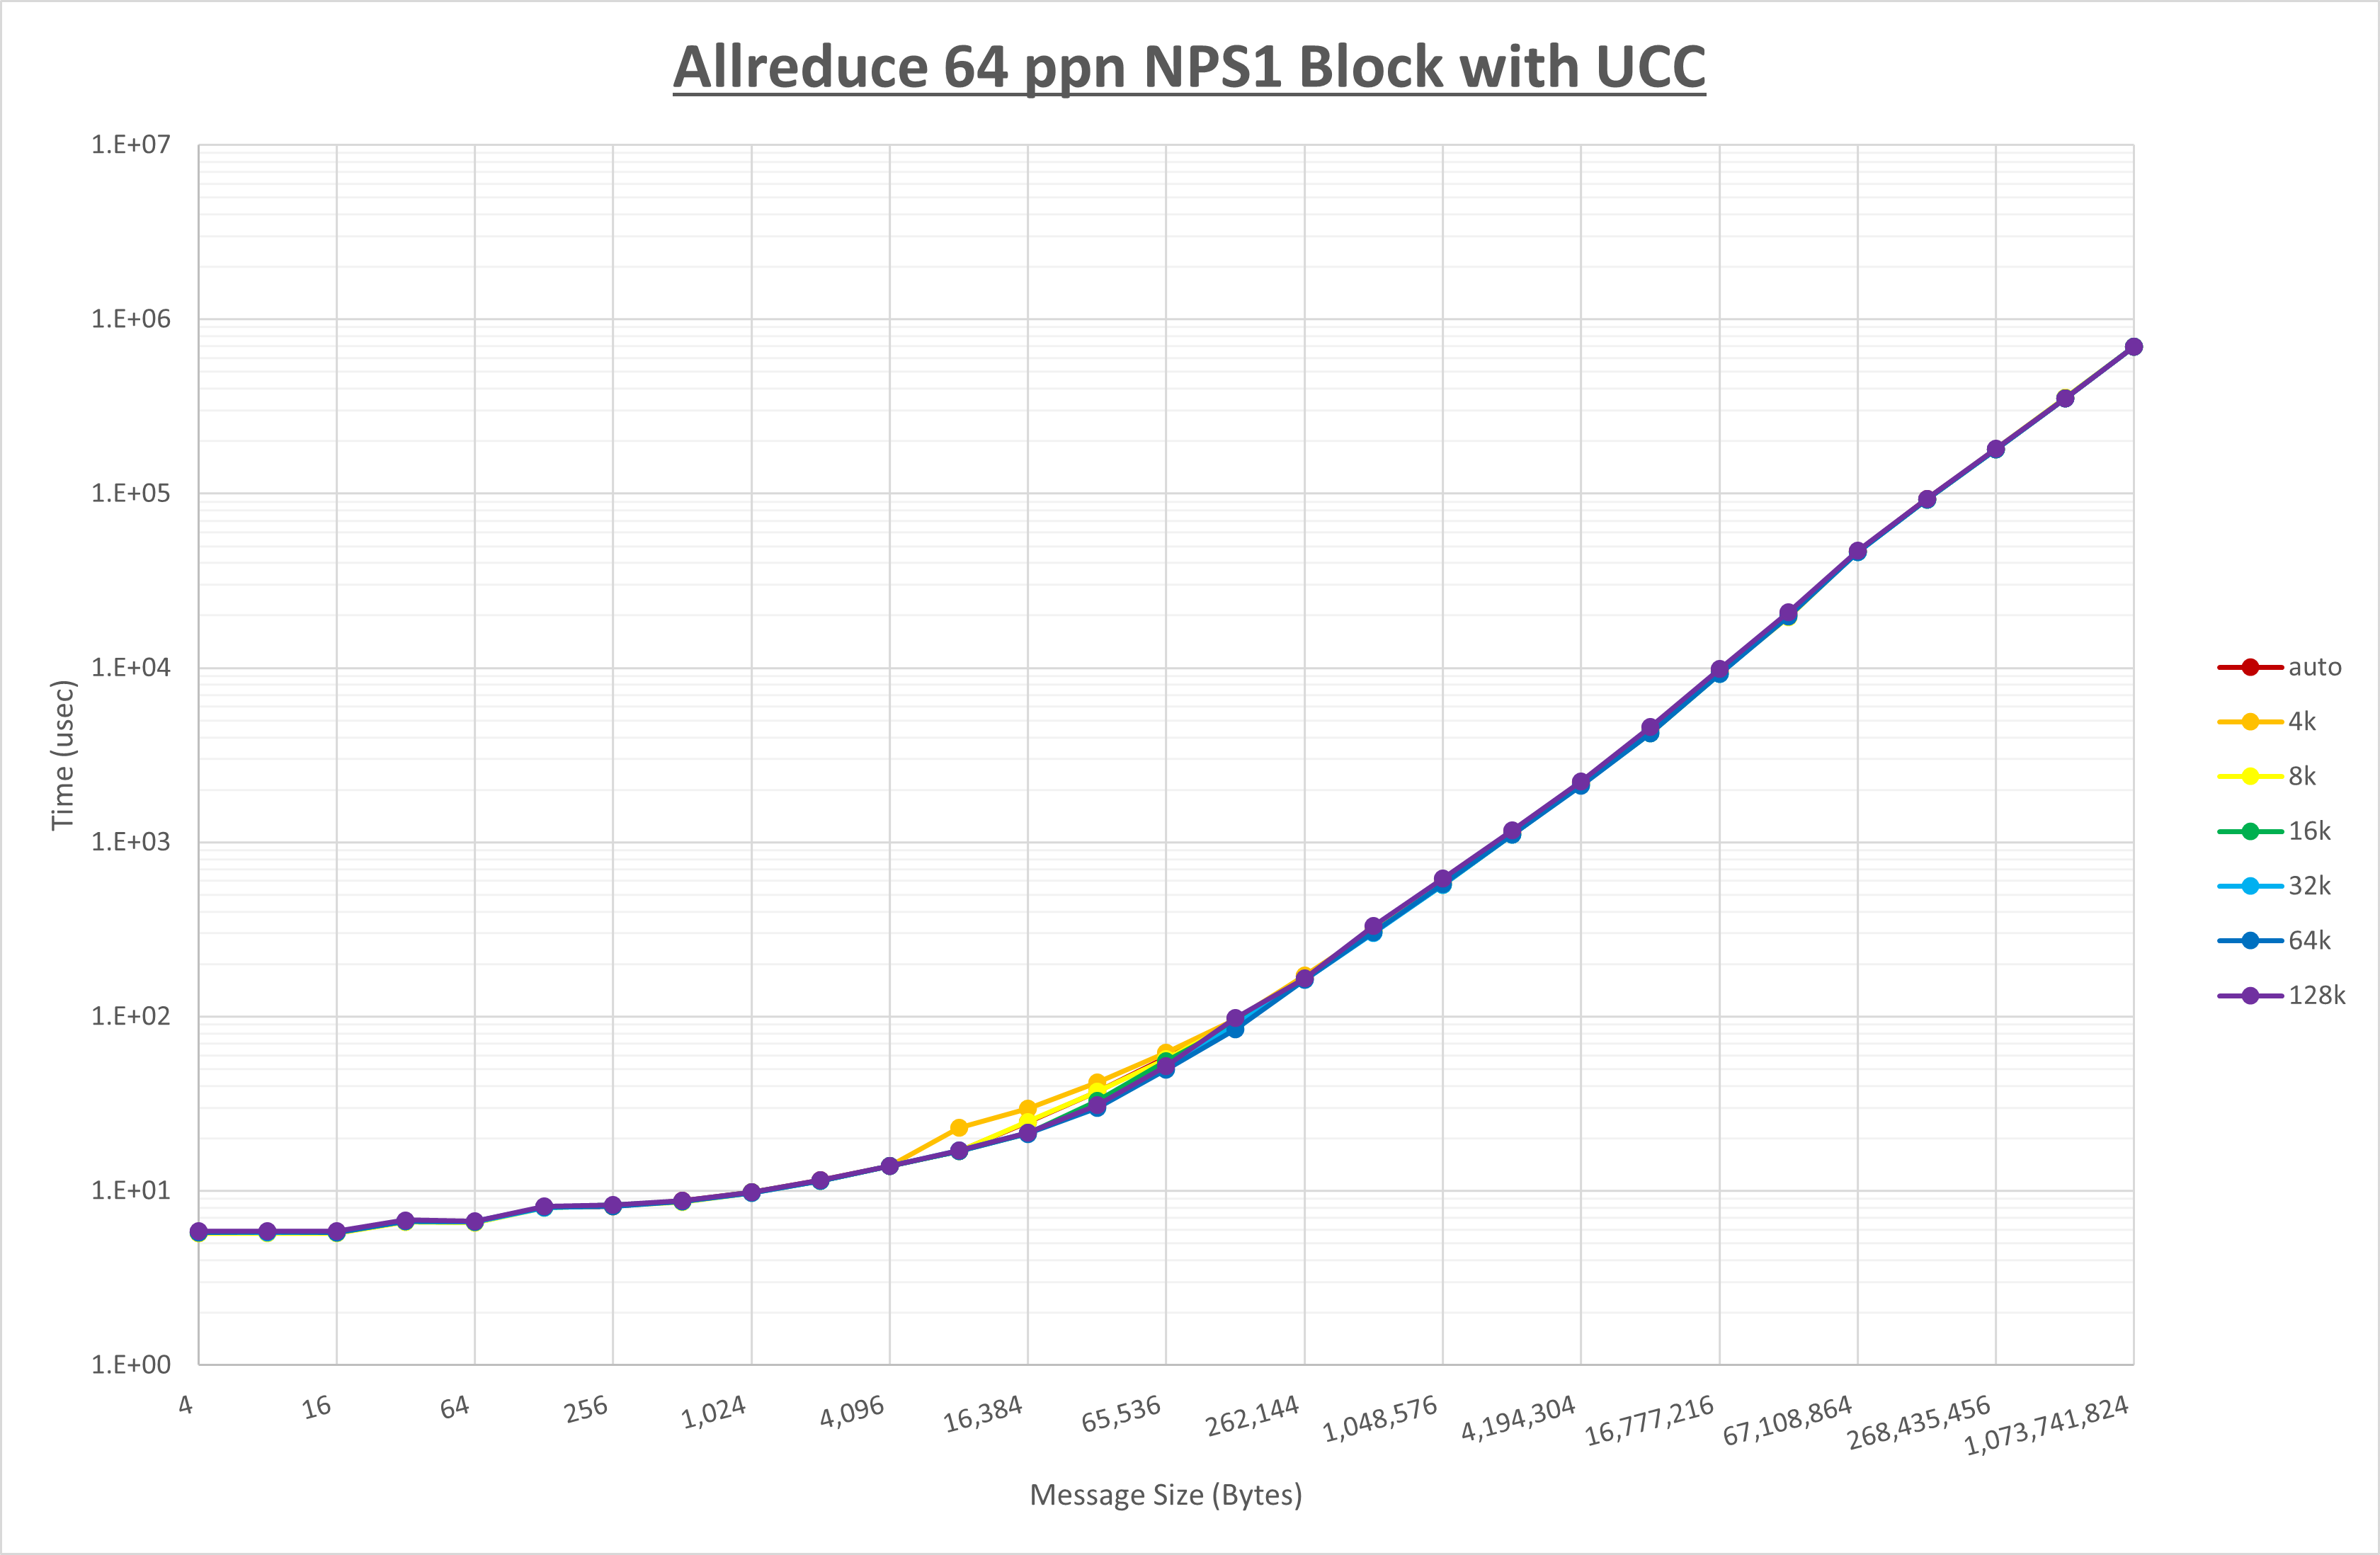 Allreduce 64 ppn NPS1 Block with UCC
1.E+07
1.E+06
1.E+05
1.E+04
1.E+03
1.E+02
1.E+01
1.E+00
Time (usec)
4
16
64
256
1,024
4,096
16,384
65,536
262,144
1,048,576
4,194,304
16,777,216
67,108,864
268,435,456
1,073,741,824
Message Size (Bytes)
auto
4k
8k
16k
32k
64k
128k